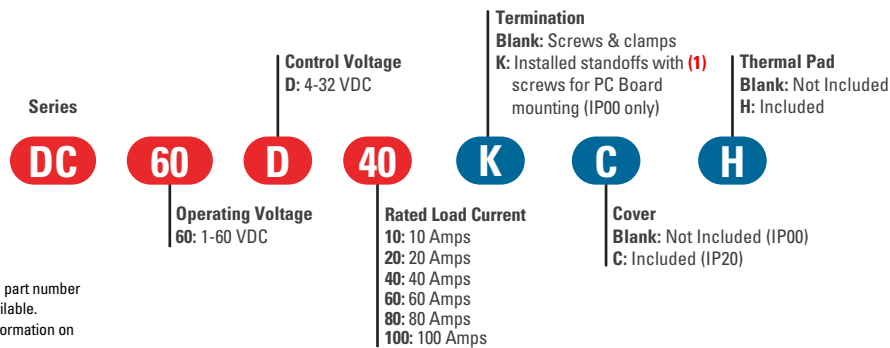 Termination
Blank: Screws & clamps
K: Installed standoffs with (1)
screws for PC Board
mounting (IP00 only)
Control Voltage
D: 4-32 VDC
Thermal Pad
Blank: Not Included
H: Included
Series
DC 60 D 40 K C H
Operating Voltage
60: 1-60 VDC
Rated Load Current
10: 10 Amps
20: 20 Amps
40: 40 Amps
60: 60 Amps
80: 80 Amps
100: 100 Amps
Cover
Blank: Not Included (IP00)
C: Included (IP20)
part number
ilable.
ormation on